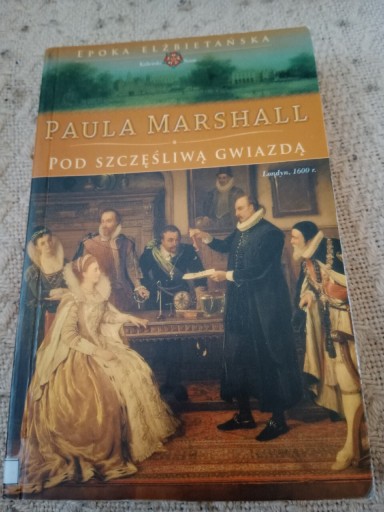 EPOKA ELŻBIETAŃSKA
PAULA MARSHALL
POD SZCZĘŚLIWĄ GWIAZDĄ
Londyn, 1600 r.